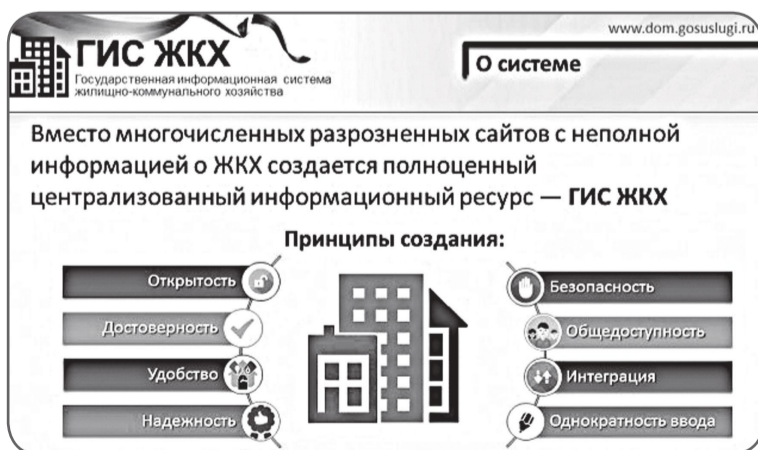 www.dom.gosuslugi.ru
ГИС ЖКХ
Государственная информационная система
жилищно-коммунального хозяйства
О системе
Вместо многочисленных разрозненных сайтов с неполной
информацией о ЖКХ создается полноценный
централизованный информационный ресурс — ГИС ЖКХ
Принципы создания:
Открытость
Достоверность
Удобство
Надежность
Безопасность
Общедоступность
Интеграция
Однократность ввода